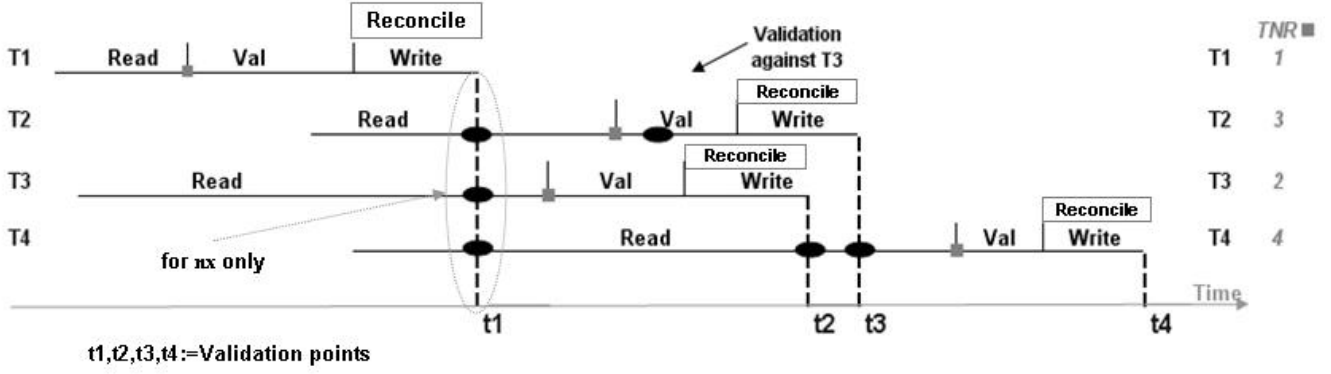 Reconcile
TNR
T1 Read Val Write Validation against T3 T1 1
Reconcile
T2 Read Val Write T2 3
Reconcile
T3 Read Val Write T3 2
Reconcile
T4 Read Val Write T4 4
for nx only
Time
t1 t2 t3 t4
t1,t2,t3,t4:=Validation points